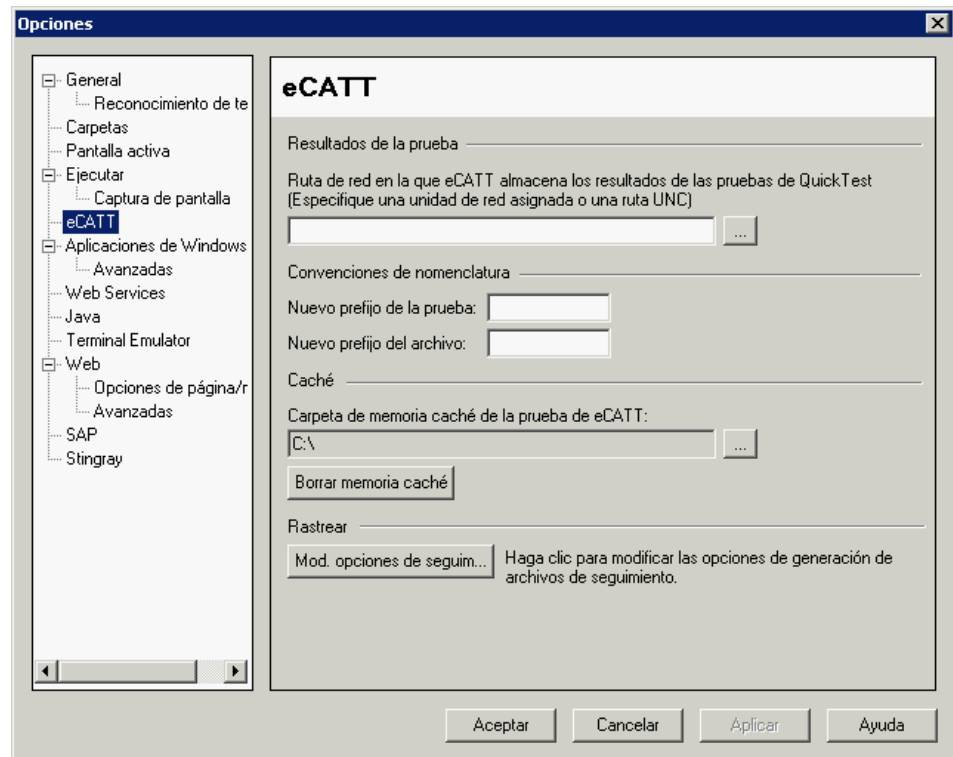 Opciones
General
Reconocimiento de te
Carpetas
Pantalla activa
Ejecutar
Captura de pantalla
eCATT
Aplicaciones de Windows
Avanzadas
Web Services
Java
Terminal Emulator
Web
Opciones de página/r
Avanzadas
SAP
Stingray
eCATT
Resultados de la prueba
Ruta de red en la que eCATT almacena los resultados de las pruebas de QuickTest
(Especifique una unidad de red asignada o una ruta UNC)
...
Convenciones de nomenclatura
Nuevo prefijo de la prueba:
Nuevo prefijo del archivo:
Caché
Carpeta de memoria caché de la prueba de eCATT:
C:\
...
Borrar memoria caché
Rastrear
Mod. opciones de seguim...
Haga clic para modificar las opciones de generación de
archivos de seguimiento.
Aceptar
Cancelar
Aplicar
Ayuda